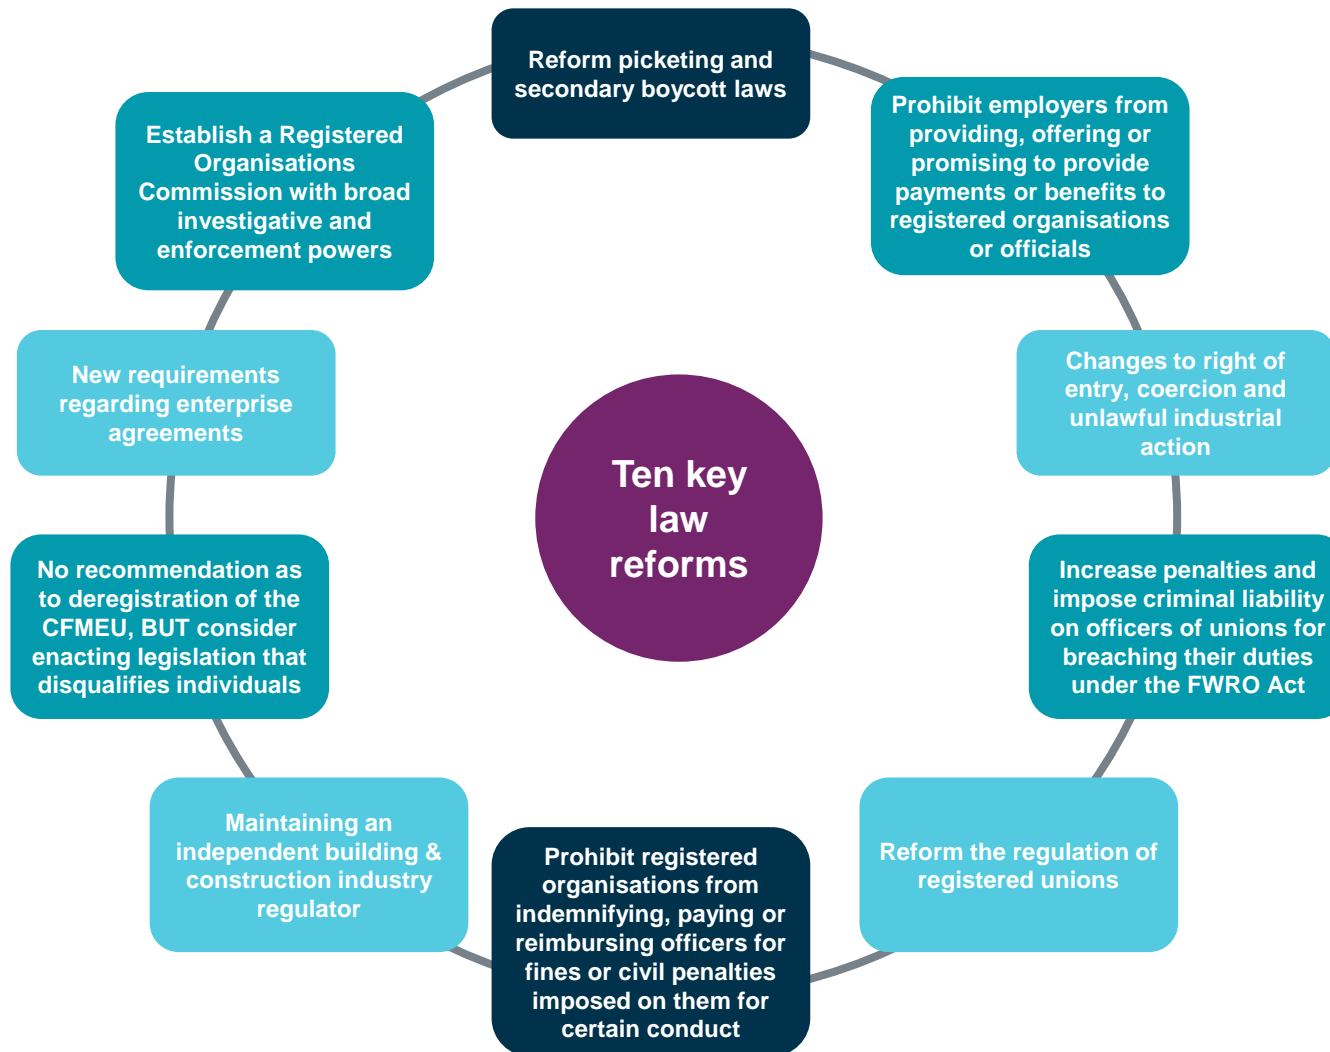 Reform picketing and
secondary boycott laws
Prohibit employers from
providing, offering or
promising to provide
payments or benefits to
registered organisations
or officials
Changes to right of
entry, coercion and
unlawful industrial
action
Increase penalties and
impose criminal liability
on officers of unions for
breaching their duties
under the FWRO Act
Reform the regulation of
registered unions
Prohibit registered
organisations from
indemnifying, paying or
reimbursing officers for
fines or civil penalties
imposed on them for
certain conduct
Maintaining an
independent building &
construction industry
regulator
No recommendation as
to deregistration of the
CFMEU, BUT consider
enacting legislation that
disqualifies individuals
New requirements
regarding enterprise
agreements
Establish a Registered
Organisations
Commission with broad
investigative and
enforcement powers
Ten key
law
reforms